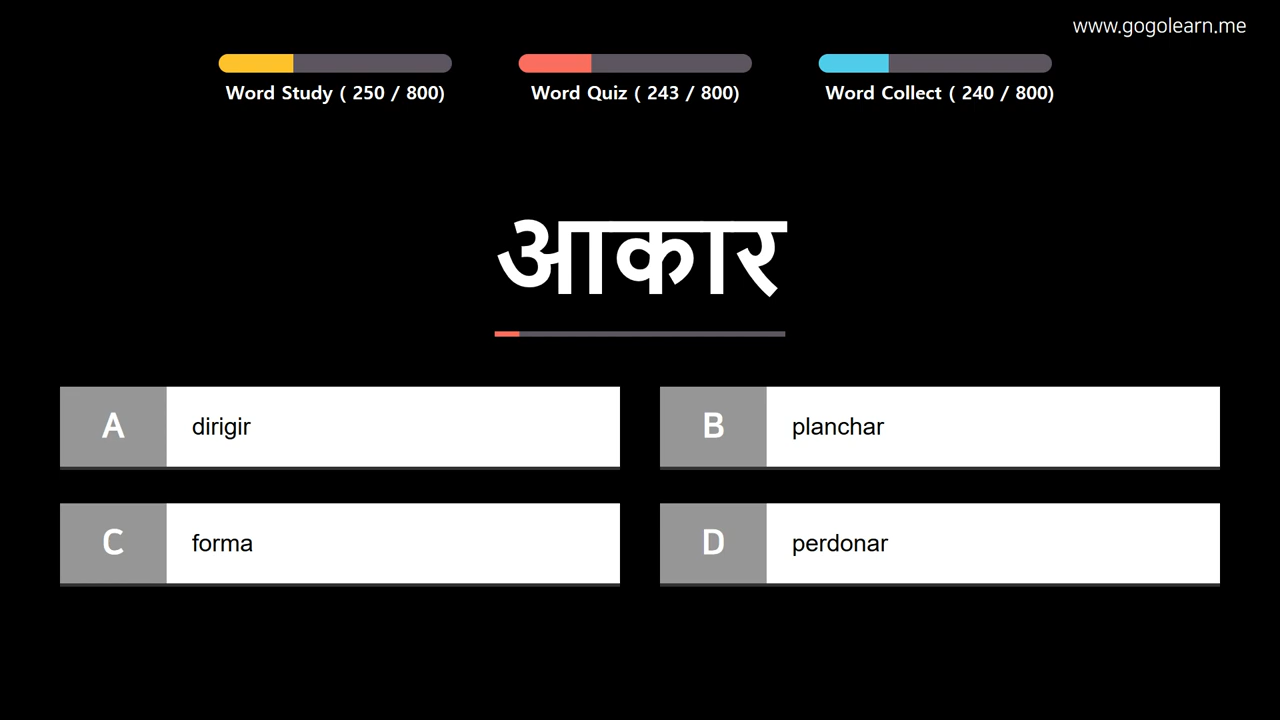 www.gogolearn.me
Word Study ( 250 / 800)
Word Quiz ( 243 / 800)
Word Collect ( 240 / 800)
आकार
A
dirigir
B
planchar
C
forma
D
perdonar